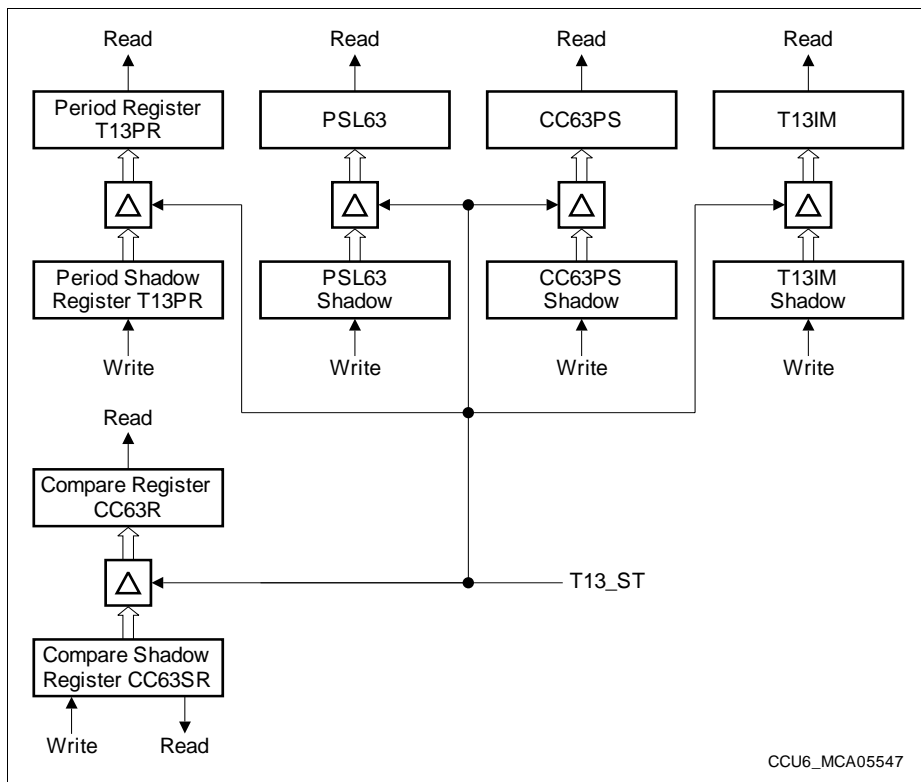 Read
Read
Read
Read
Period Register
T13PR
PSL63
CC63PS
T13IM
Period Shadow
Register T13PR
PSL63
Shadow
CC63PS
Shadow
T13IM
Shadow
Write
Write
Write
Write
Read
Compare Register
CC63R
T13_ST
Compare Shadow
Register CC63SR
Write
Read
CCU6_MCA05547